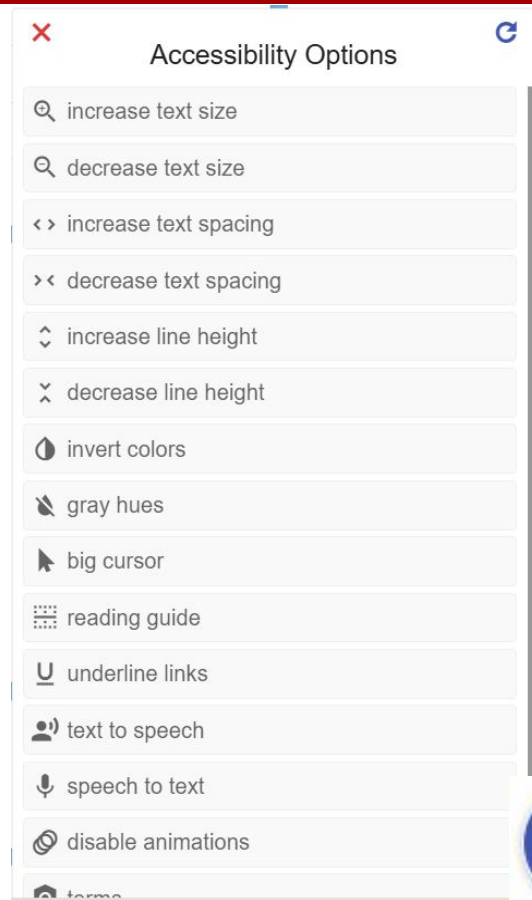 Accessibility Options
increase text size
decrease text size
increase text spacing
decrease text spacing
increase line height
decrease line height
invert colors
gray hues
big cursor
reading guide
underline links
text to speech
speech to text
disable animations
terms